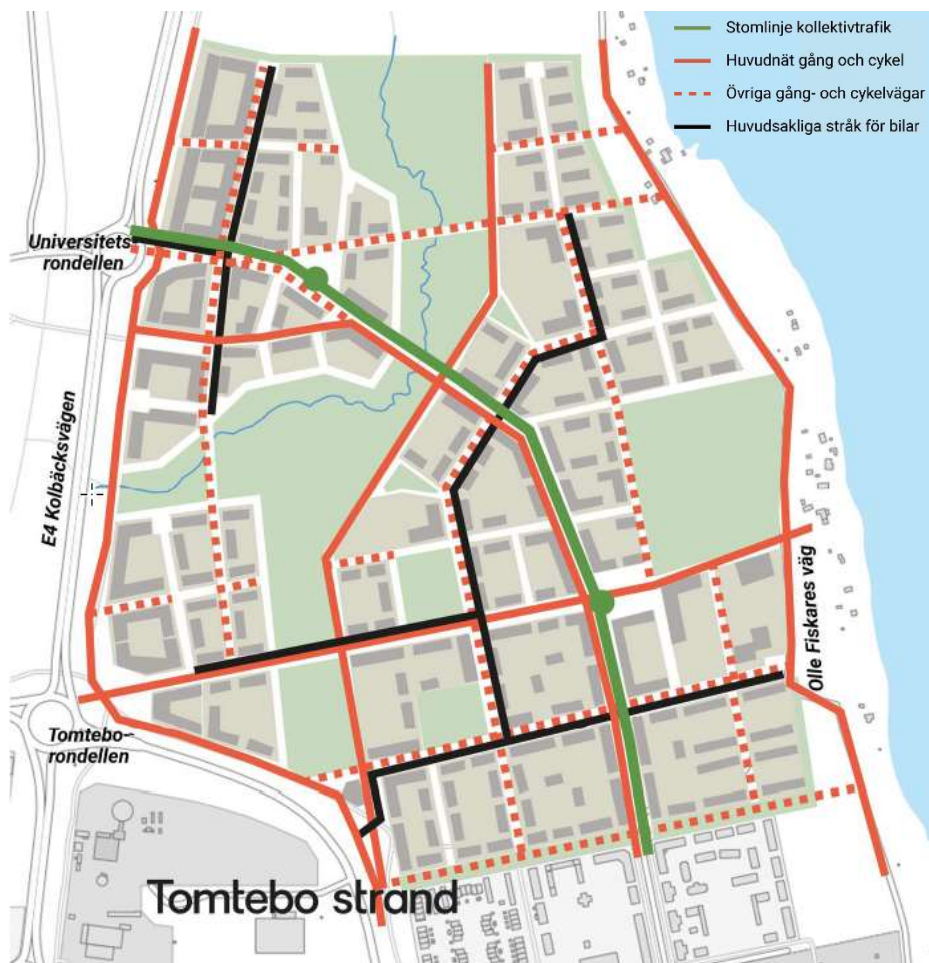 Stomlinje kollektivtrafik
Huvudnät gång och cykel
Övriga gång- och cykelvägar
Huvudsakliga stråk för bilar
Universitets
rondellen
E4 Kolbäcksvägen
Olle Fiskares väg
Tomtebo-
rondellen
Tomtebo strand